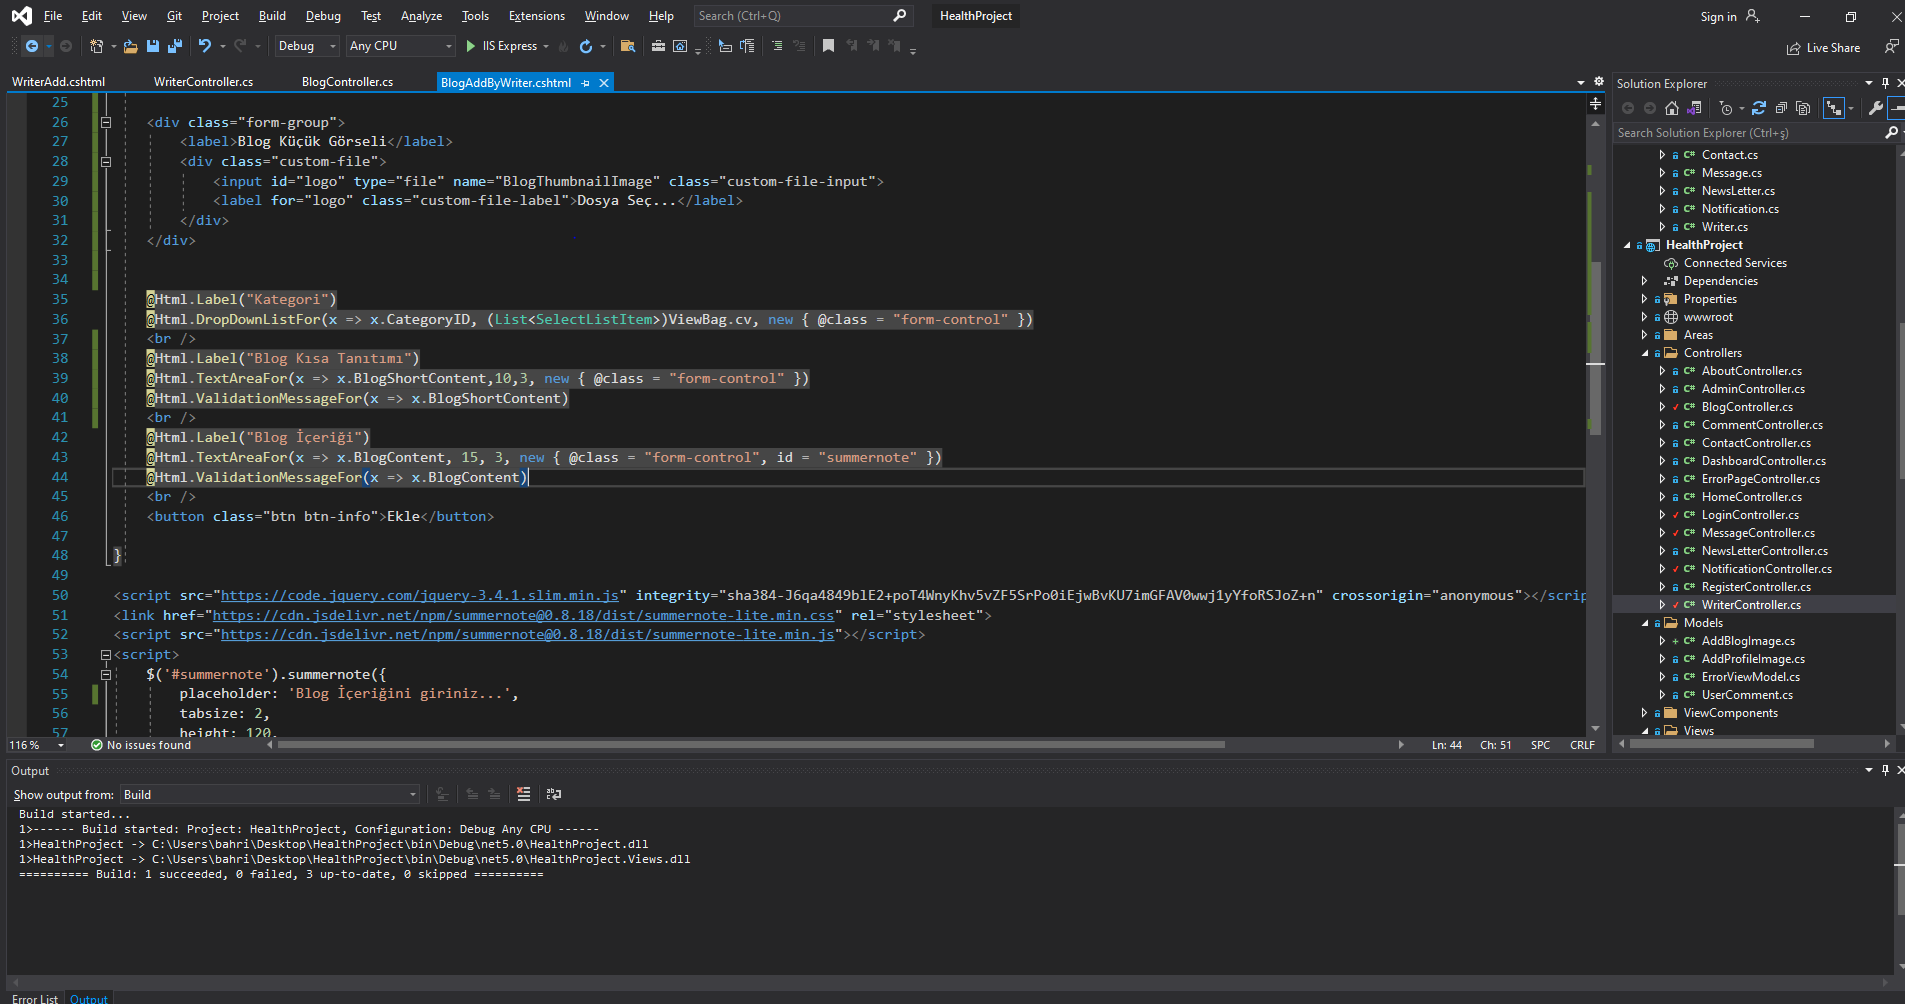 File Edit View Git Project Build Debug Test Analyze Tools Extensions Window Help Search (Ctrl+Q) HealthProject Sign in
Debug Any CPU IIS Express Live Share
WriterAdd.cshtml WriterController.cs BlogController.cs BlogAddByWriter.cshtml
25
26 <div class="form-group">
27 <label>Blog Küçük Görseli</label>
28 <div class="custom-file">
29 <input id="logo" type="file" name="BlogThumbnailImage" class="custom-file-input">
30 <label for="logo" class="custom-file-label">Dosya Seç...</label>
31 </div>
32 </div>
33
34
35 @Html.Label("Kategori")
36 @Html.DropDownListFor(x => x.CategoryID, (List<SelectListItem>)ViewBag.cv, new { @class = "form-control" })
37 <br />
38 @Html.Label("Blog Kısa Tanıtımı")
39 @Html.TextAreaFor(x => x.BlogShortContent,10,3, new { @class = "form-control" })
40 @Html.ValidationMessageFor(x => x.BlogShortContent)
41 <br />
42 @Html.Label("Blog İçeriği")
43 @Html.TextAreaFor(x => x.BlogContent, 15, 3, new { @class = "form-control", id = "summernote" })
44 @Html.ValidationMessageFor(x => x.BlogContent)
45 <br />
46 <button class="btn btn-info">Ekle</button>
47
48 }
49
50 <script src="https://code.jquery.com/jquery-3.4.1.slim.min.js" integrity="sha384-J6qa4849blE2+poT4WnyKhv5vZF5SrPo0iEjwBvKU7imGFAV0wwj1yYfoRSJoZ+n" crossorigin="anonymous"></scrip
51 <link href="https://cdn.jsdelivr.net/npm/summernote@0.8.18/dist/summernote-lite.min.css" rel="stylesheet">
52 <script src="https://cdn.jsdelivr.net/npm/summernote@0.8.18/dist/summernote-lite.min.js"></script>
53 <script>
54 $('#summernote').summernote({
55 placeholder: 'Blog İçeriğini giriniz...',
56 tabsize: 2,
57 height: 120,
116 % No issues found Ln: 44 Ch: 51 SPC CRLF
Solution Explorer
Search Solution Explorer (Ctrl+ş)
C# Contact.cs
C# Message.cs
C# NewsLetter.cs
C# Notification.cs
C# Writer.cs
HealthProject
Connected Services
Dependencies
Properties
wwwroot
Areas
Controllers
C# AboutController.cs
C# AdminController.cs
C# BlogController.cs
C# CommentController.cs
C# ContactController.cs
C# DashboardController.cs
C# ErrorPageController.cs
C# HomeController.cs
C# LoginController.cs
C# MessageController.cs
C# NewsLetterController.cs
C# NotificationController.cs
C# RegisterController.cs
C# WriterController.cs
Models
C# AddBlogImage.cs
C# AddProfileImage.cs
C# ErrorViewModel.cs
C# UserComment.cs
ViewComponents
Views
Output
Show output from: Build
Build started...
1>------ Build started: Project: HealthProject, Configuration: Debug Any CPU ------
1>HealthProject -> C:\Users\bahri\Desktop\HealthProject\bin\Debug\net5.0\HealthProject.dll
1>HealthProject -> C:\Users\bahri\Desktop\HealthProject\bin\Debug\net5.0\HealthProject.Views.dll
========== Build: 1 succeeded, 0 failed, 3 up-to-date, 0 skipped ==========
Error List Output